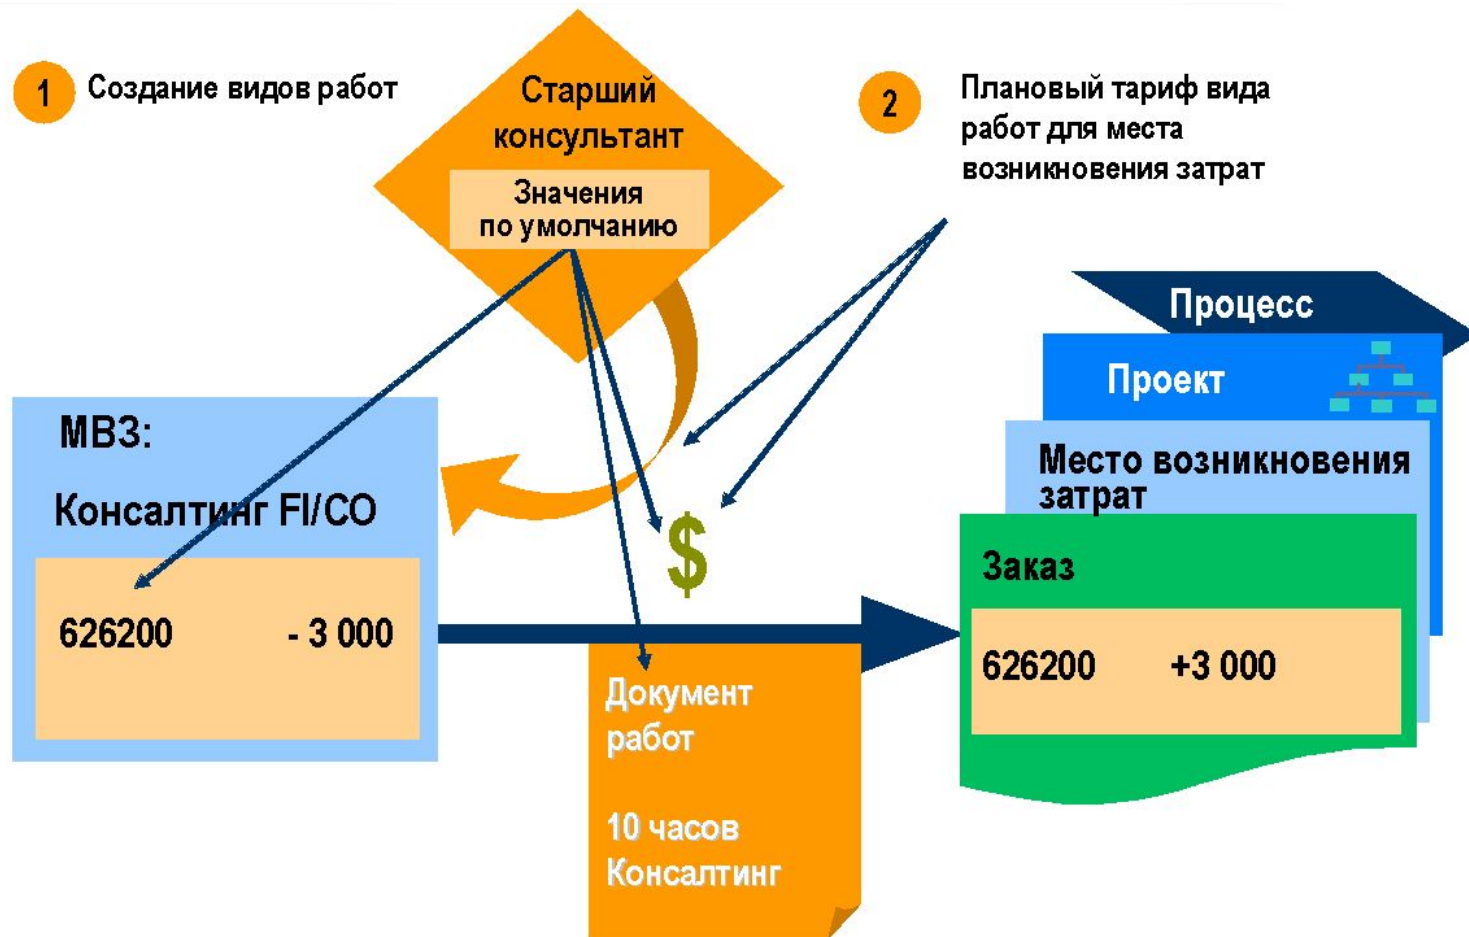 1
Создание видов работ
Старший
консультант
Значения
по умолчанию
2
Плановый тариф вида
работ для места
возникновения затрат
МВЗ:
Консалтинг FI/CO
626200 - 3 000
$
Документ
работ
10 часов
Консалтинг
Процесс
Проект
Место возникновения
затрат
Заказ
626200 +3 000